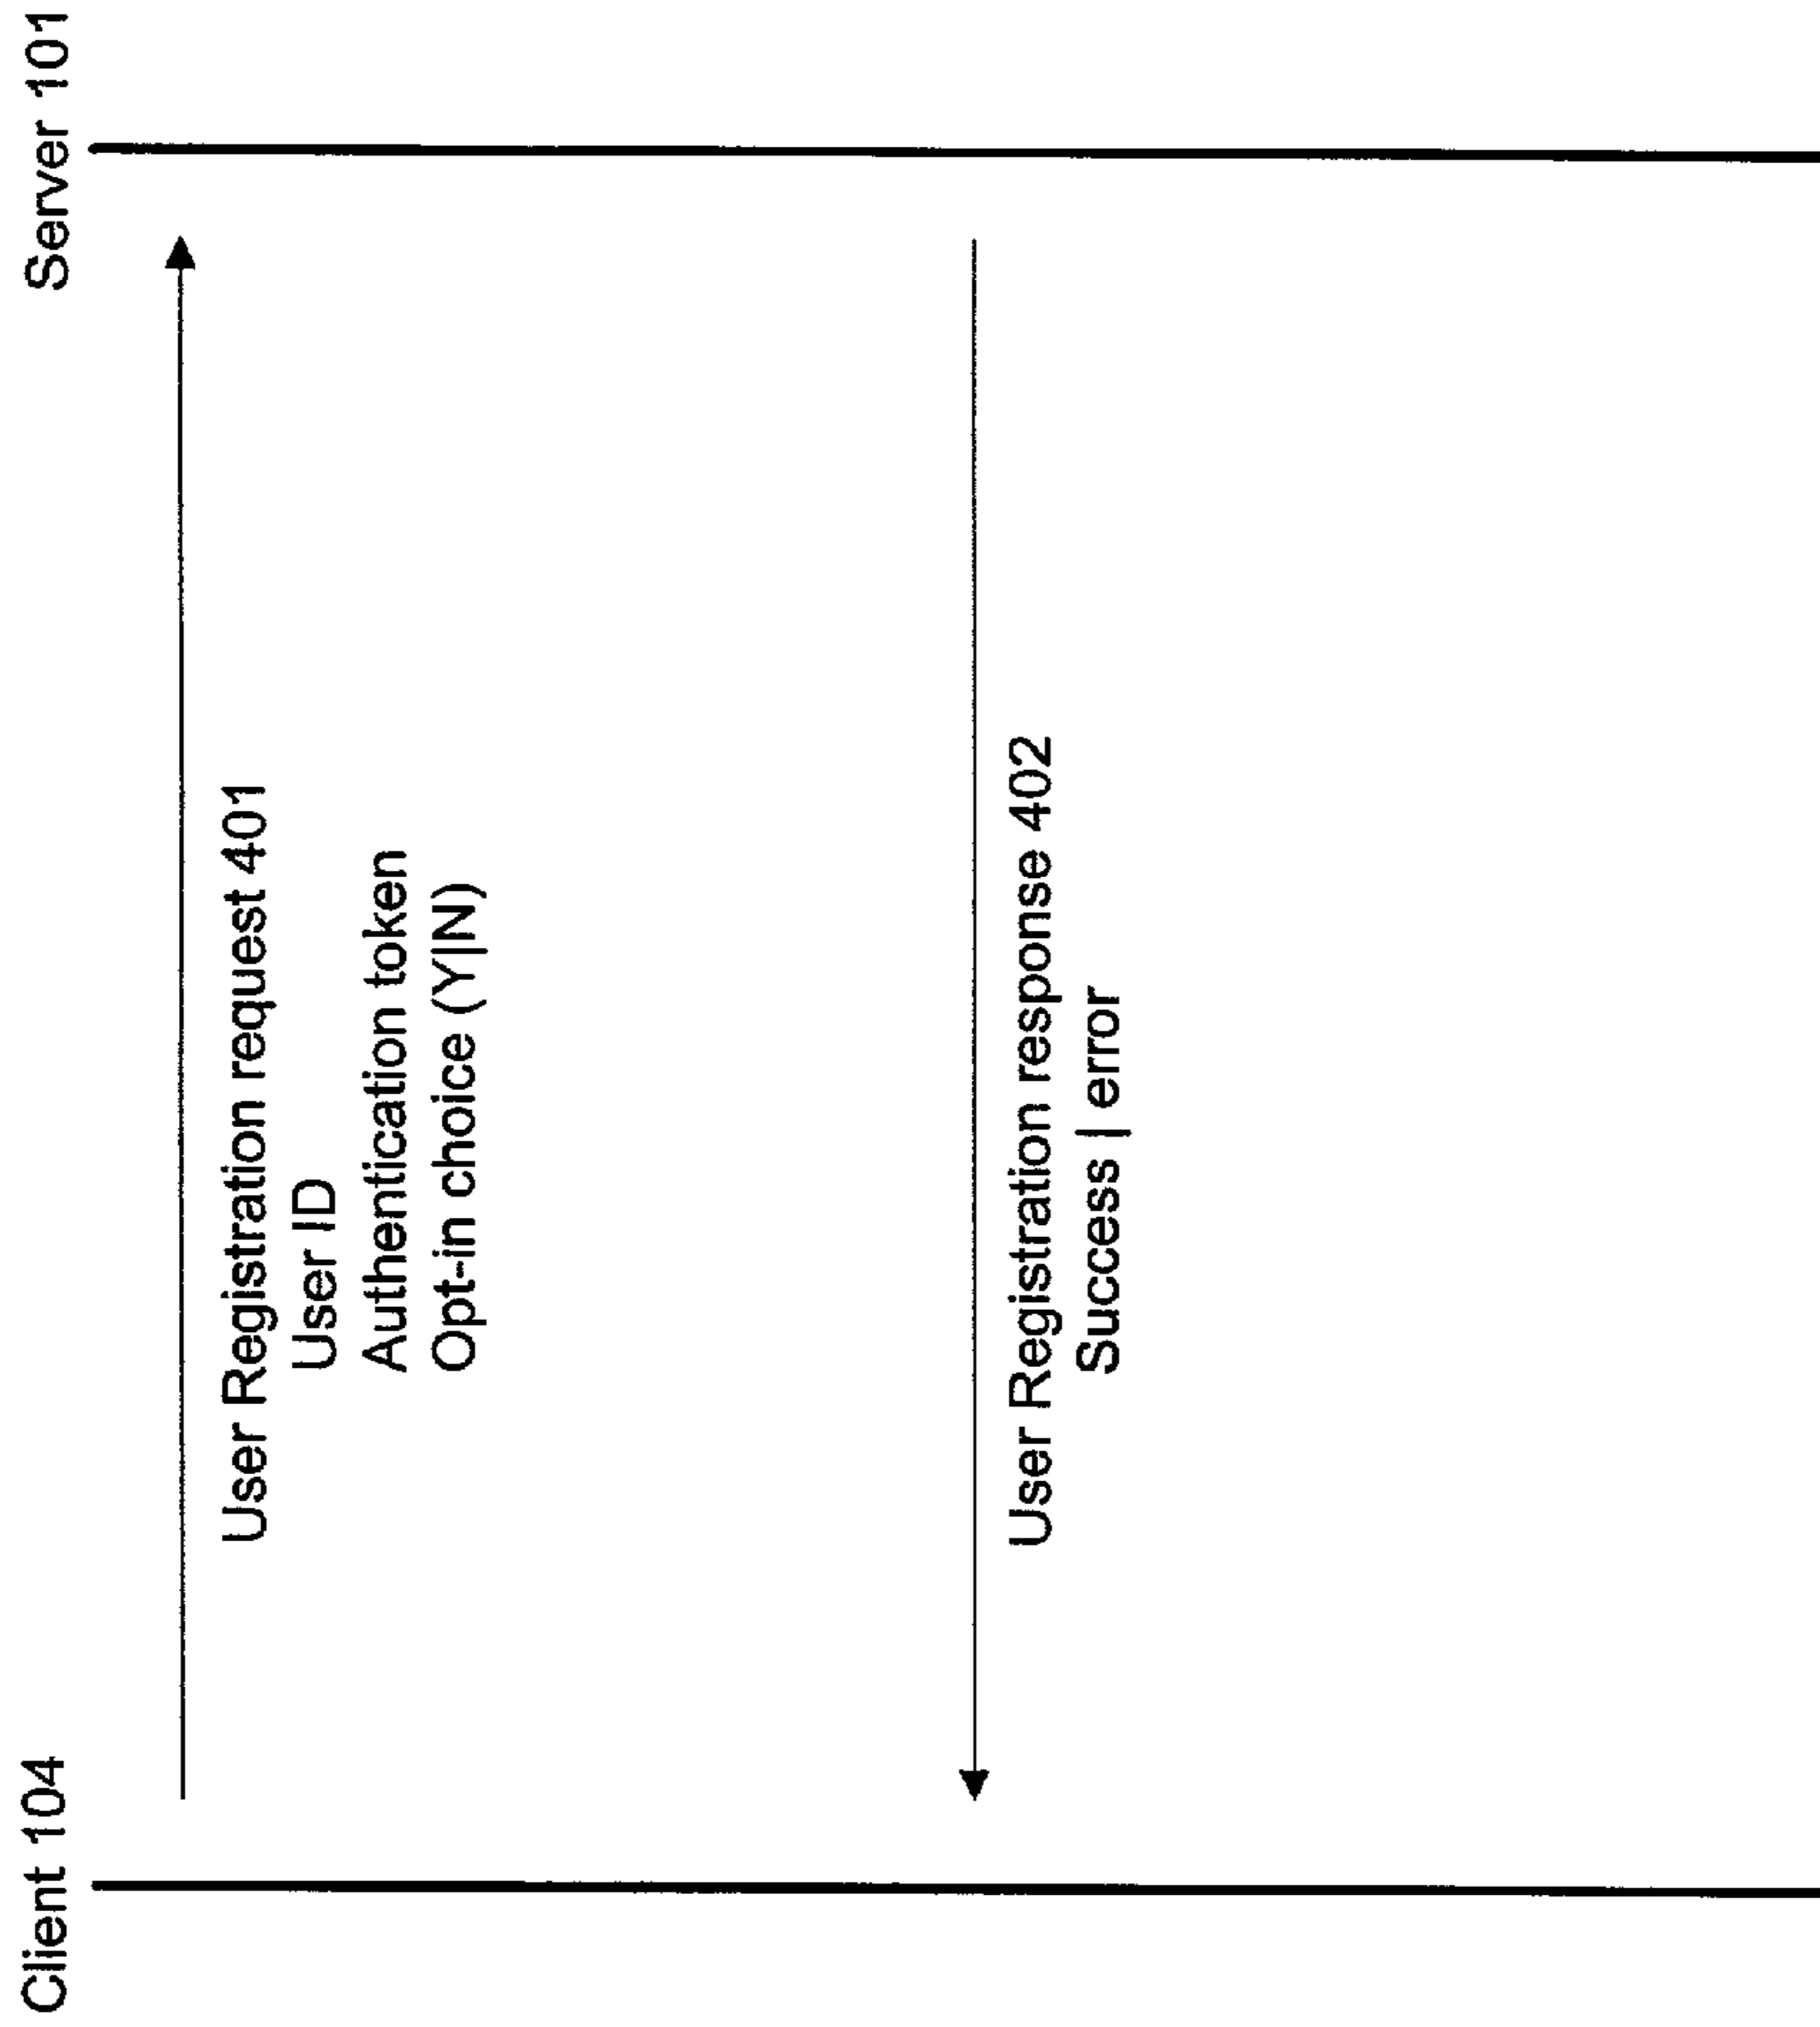 Client 104
Server 101
User Registration request 401
User ID
Authentication token
Opt-in choice (Y|N)
User Registration response 402
Success | error